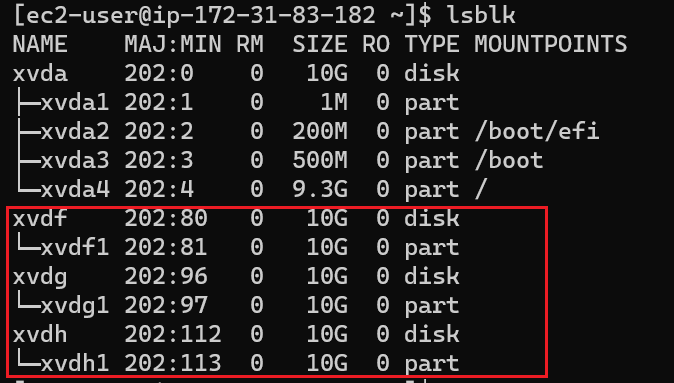 [ec2-user@ip-172-31-83-182 ~]$ lsblk
NAME    MAJ:MIN RM  SIZE RO TYPE MOUNTPOINTS
xvda    202:0    0   10G  0 disk
├─xvda1 202:1    0    1M  0 part
├─xvda2 202:2    0  200M  0 part /boot/efi
├─xvda3 202:3    0  500M  0 part /boot
└─xvda4 202:4    0  9.3G  0 part /
xvdf    202:80   0   10G  0 disk
└─xvdf1 202:81   0   10G  0 part
xvdg    202:96   0   10G  0 disk
└─xvdg1 202:97   0   10G  0 part
xvdh    202:112  0   10G  0 disk
└─xvdh1 202:113  0   10G  0 part